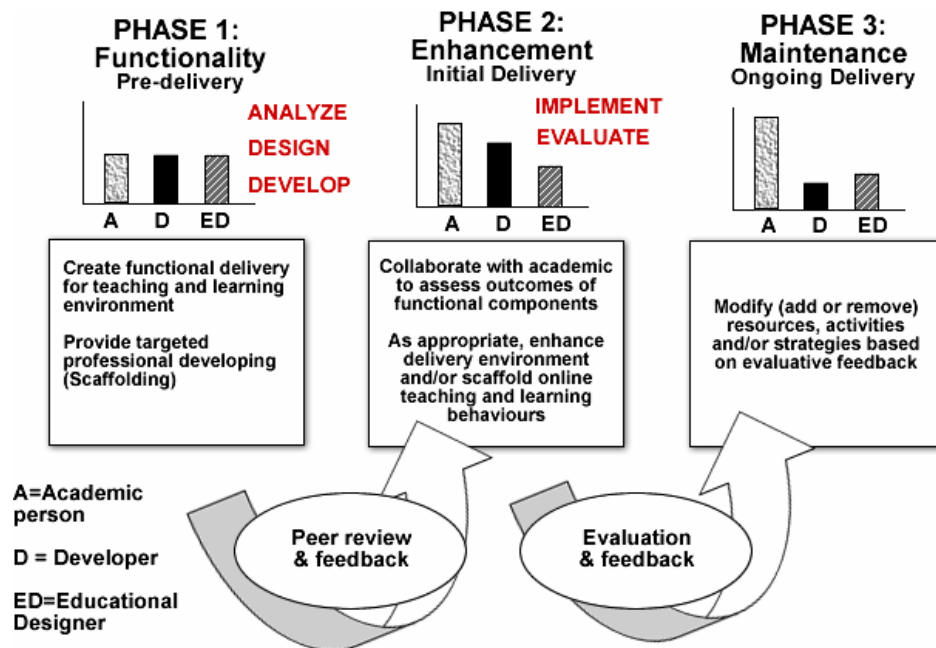 PHASE 1:
Functionality
Pre-delivery
ANALYZE
DESIGN
DEVELOP
A D ED
Create functional delivery
for teaching and learning
environment
Provide targeted
professional developing
(Scaffolding)
PHASE 2:
Enhancement
Initial Delivery
IMPLEMENT
EVALUATE
A D ED
Collaborate with academic
to assess outcomes of
functional components
As appropriate, enhance
delivery environment
and/or scaffold online
teaching and learning
behaviours
PHASE 3:
Maintenance
Ongoing Delivery
A D ED
Modify (add or remove)
resources, activities
and/or strategies based
on evaluative feedback
A=Academic
person
D = Developer
ED=Educational
Designer
Peer review
& feedback
Evaluation
& feedback